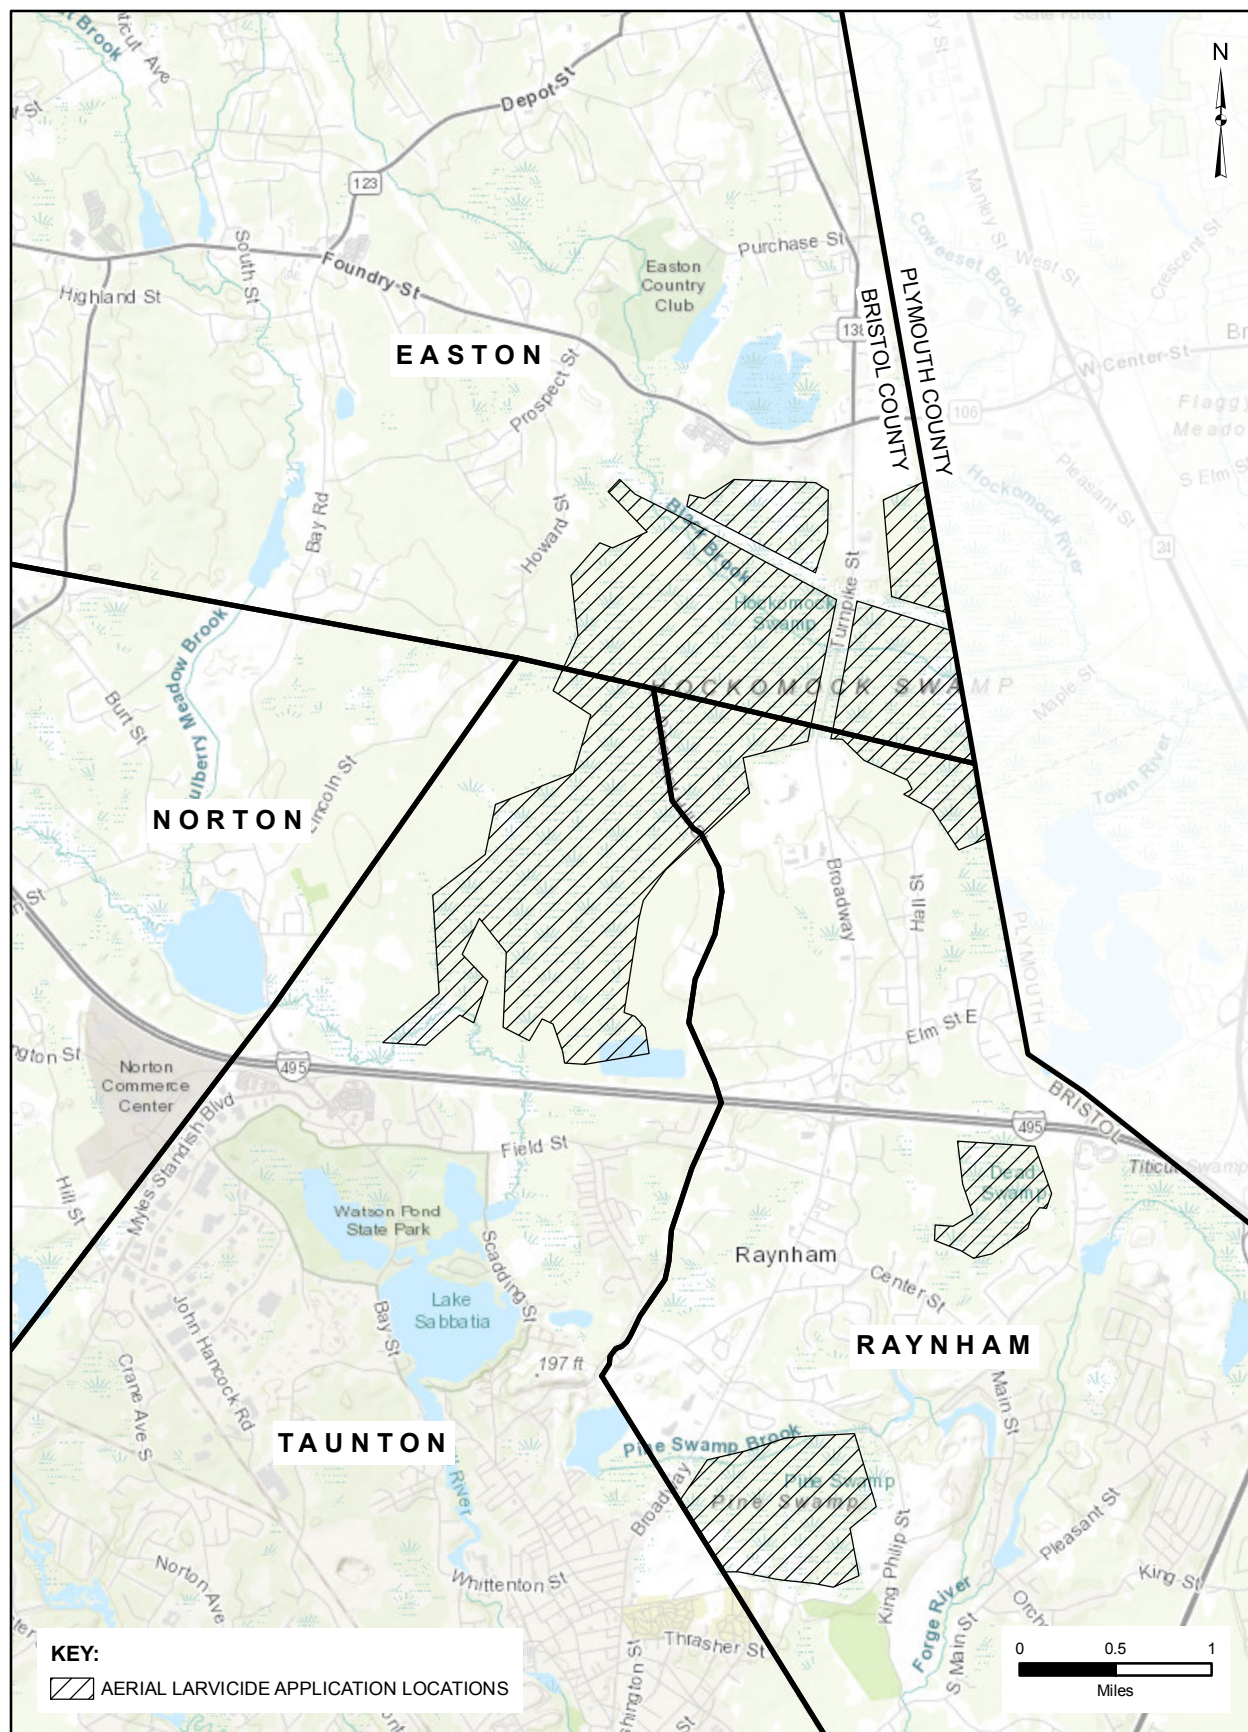 N
Depot St
123
Foundry St
South St
Highland St
Purchase St
Easton
Country
Club
138
PLYMOUTH COUNTY
BRISTOL COUNTY
Coweeset Brook
Manley St
West St
Crescent St
W Center St
106
EASTON
Prospect St
Howard St
Bay Rd
Black Brook
Hockomock
Swamp
Turnpike St
HOCKOMOCK SWAMP
Hockomock River
Pleasant St
S Elm St
24
Maple St
Town River
Burt St
Lincoln St
NORTON
Broadway
Hall St
PLYMOUTH
BRISTOL
Elm St E
Norton
Commerce
Center
495
Myles Standish Blvd
Hill St
Field St
495
Titicut Swamp
Dead
Swamp
Watson Pond
State Park
Scadding St
Raynham
Center St
Lake
Sabbatia
Bay St
John Hancock Rd
Crane Ave S
197 ft
RAYNHAM
Main St
TAUNTON
Pine Swamp Brook
Pine Swamp
Pine Swamp
Broadway
King Philip St
Pleasant St
King St
Norton Ave
Whittenton St
Forge River
S Main St
Thrasher St
KEY:
AERIAL LARVICIDE APPLICATION LOCATIONS
0 0.5 1
Miles